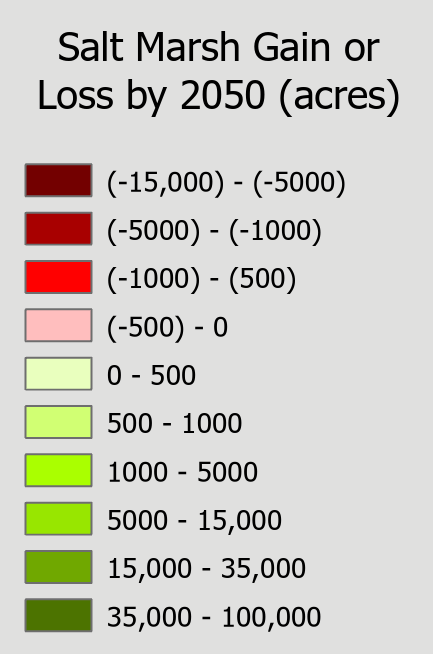 Salt Marsh Gain or
Loss by 2050 (acres)
(-15,000) - (-5000)
(-5000) - (-1000)
(-1000) - (500)
(-500) - 0
0 - 500
500 - 1000
1000 - 5000
5000 - 15,000
15,000 - 35,000
35,000 - 100,000